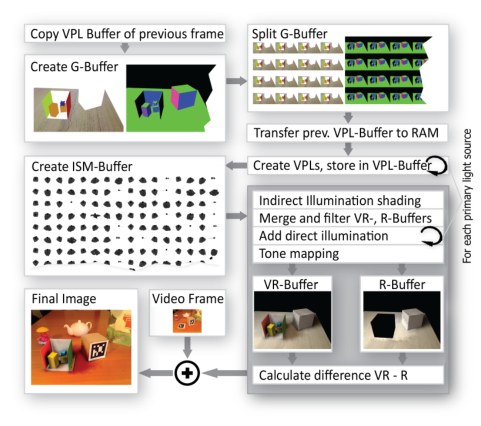 Copy VPL Buffer of previous frame
Create G-Buffer
Split G-Buffer
Transfer prev. VPL-Buffer to RAM
Create VPLs, store in VPL-Buffer
For each primary light source
Create ISM-Buffer
Indirect Illumination shading
Merge and filter VR-, R-Buffers
Add direct illumination
Tone mapping
VR-Buffer
R-Buffer
Calculate difference VR - R
Video Frame
Final Image